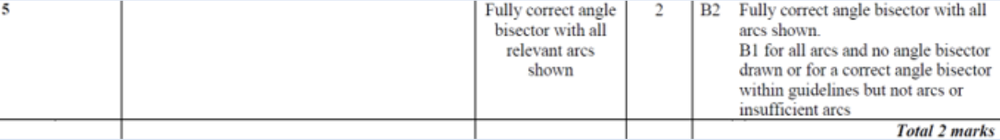 5
Fully correct angle
bisector with all
relevant arcs
shown
2
B2 Fully correct angle bisector with all
arcs shown.
B1 for all arcs and no angle bisector
drawn or for a correct angle bisector
within guidelines but not arcs or
insufficient arcs
Total 2 marks